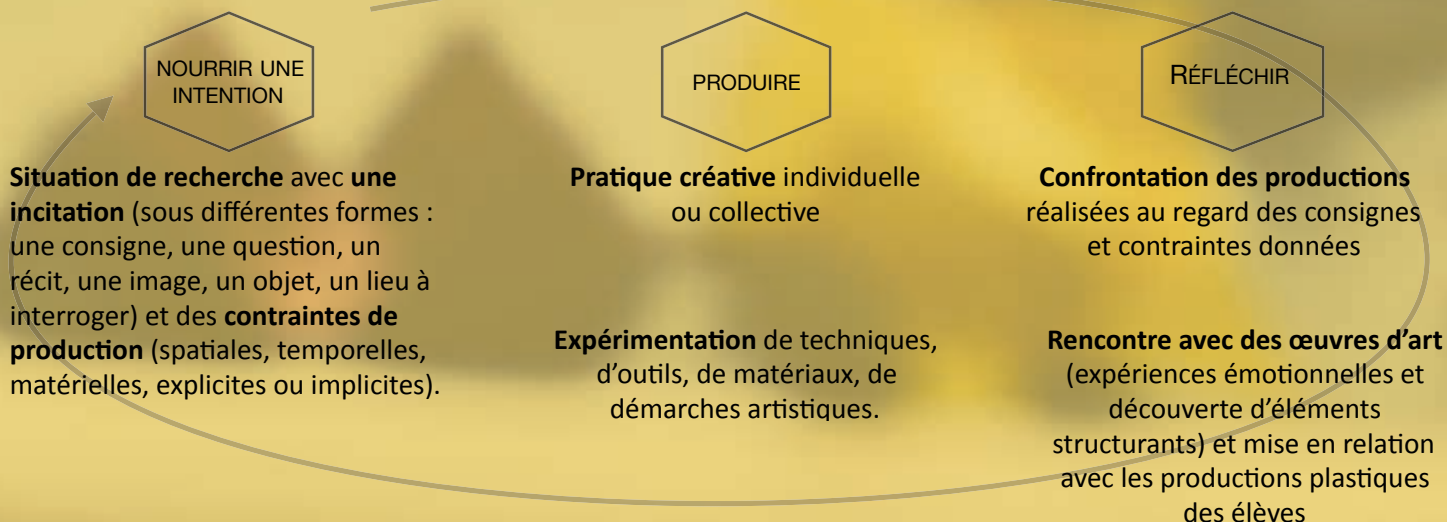 NOURRIR UNE
INTENTION
Situation de recherche avec une
incitation (sous différentes formes :
une consigne, une question, un
récit, une image, un objet, un lieu à
interroger) et des contraintes de
production (spatiales, temporelles,
matérielles, explicites ou implicites).
PRODUIRE
Pratique créative individuelle
ou collective
Expérimentation de techniques,
d'outils, de matériaux, de
démarches artistiques.
RÉFLÉCHIR
Confrontation des productions
réalisées au regard des consignes
et contraintes données
Rencontre avec des œuvres d'art
(expériences émotionnelles et
découverte d'éléments
structurants) et mise en relation
avec les productions plastiques
des élèves